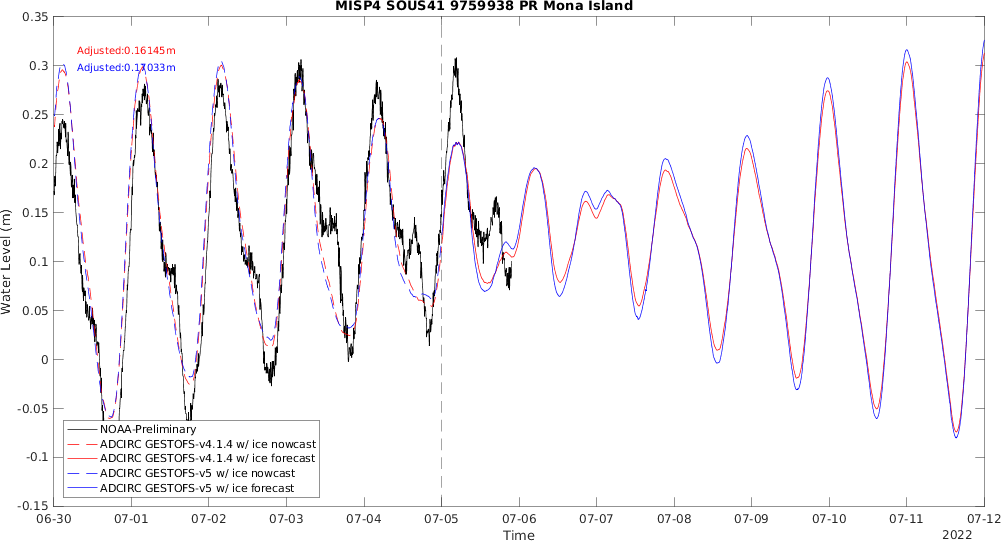 MISP4 SOUS41 9759938 PR Mona Island
Adjusted:0.16145m
Adjusted:0.17033m
Water Level (m)
0.35
0.3
0.25
0.2
0.15
0.1
0.05
0
-0.05
-0.1
-0.15
NOAA-Preliminary
ADCIRC GESTOFS-v4.1.4 w/ ice nowcast
ADCIRC GESTOFS-v4.1.4 w/ ice forecast
ADCIRC GESTOFS-v5 w/ ice nowcast
ADCIRC GESTOFS-v5 w/ ice forecast
06-30 07-01 07-02 07-03 07-04 07-05 07-06 07-07 07-08 07-09 07-10 07-11 07-12
Time
2022